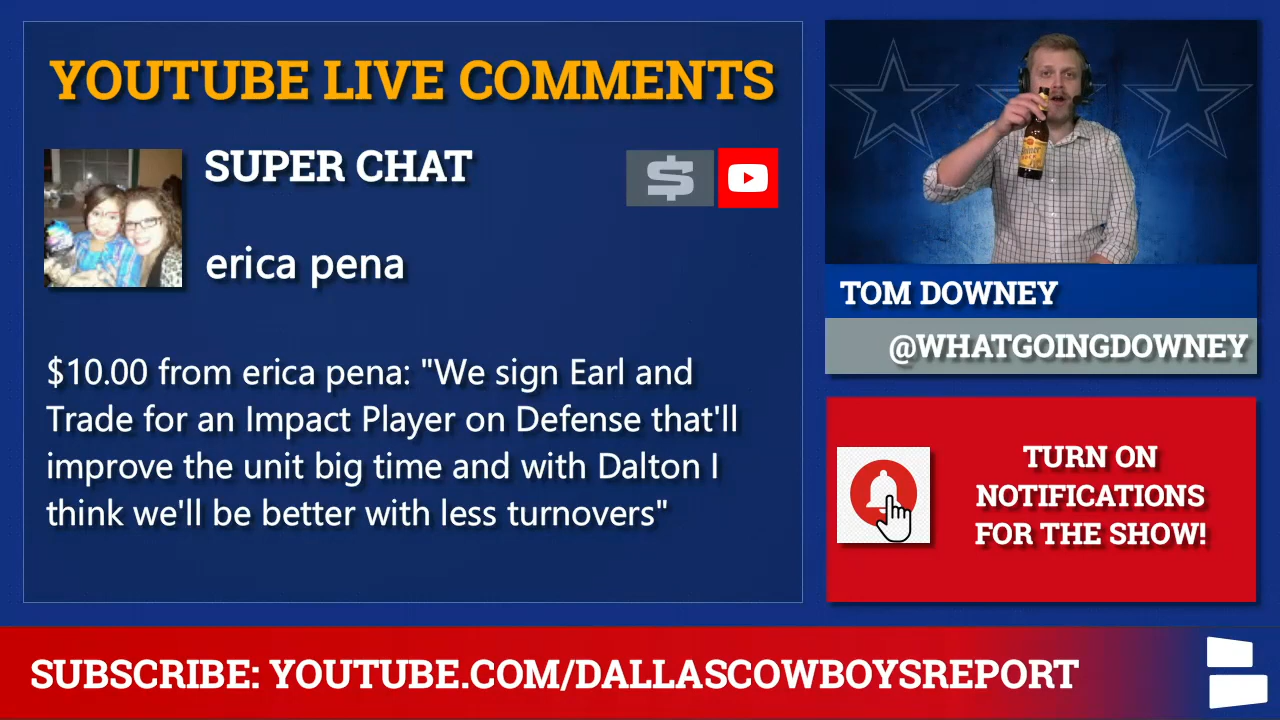 YOUTUBE LIVE COMMENTS
SUPER CHAT
erica pena
$10.00 from erica pena: "We sign Earl and
Trade for an Impact Player on Defense that'll
improve the unit big time and with Dalton I
think we'll be better with less turnovers"
TOM DOWNEY
@WHATGOINGDOWNEY
TURN ON
NOTIFICATIONS
FOR THE SHOW!
SUBSCRIBE: YOUTUBE.COM/DALLASCOWBOYSREPORT